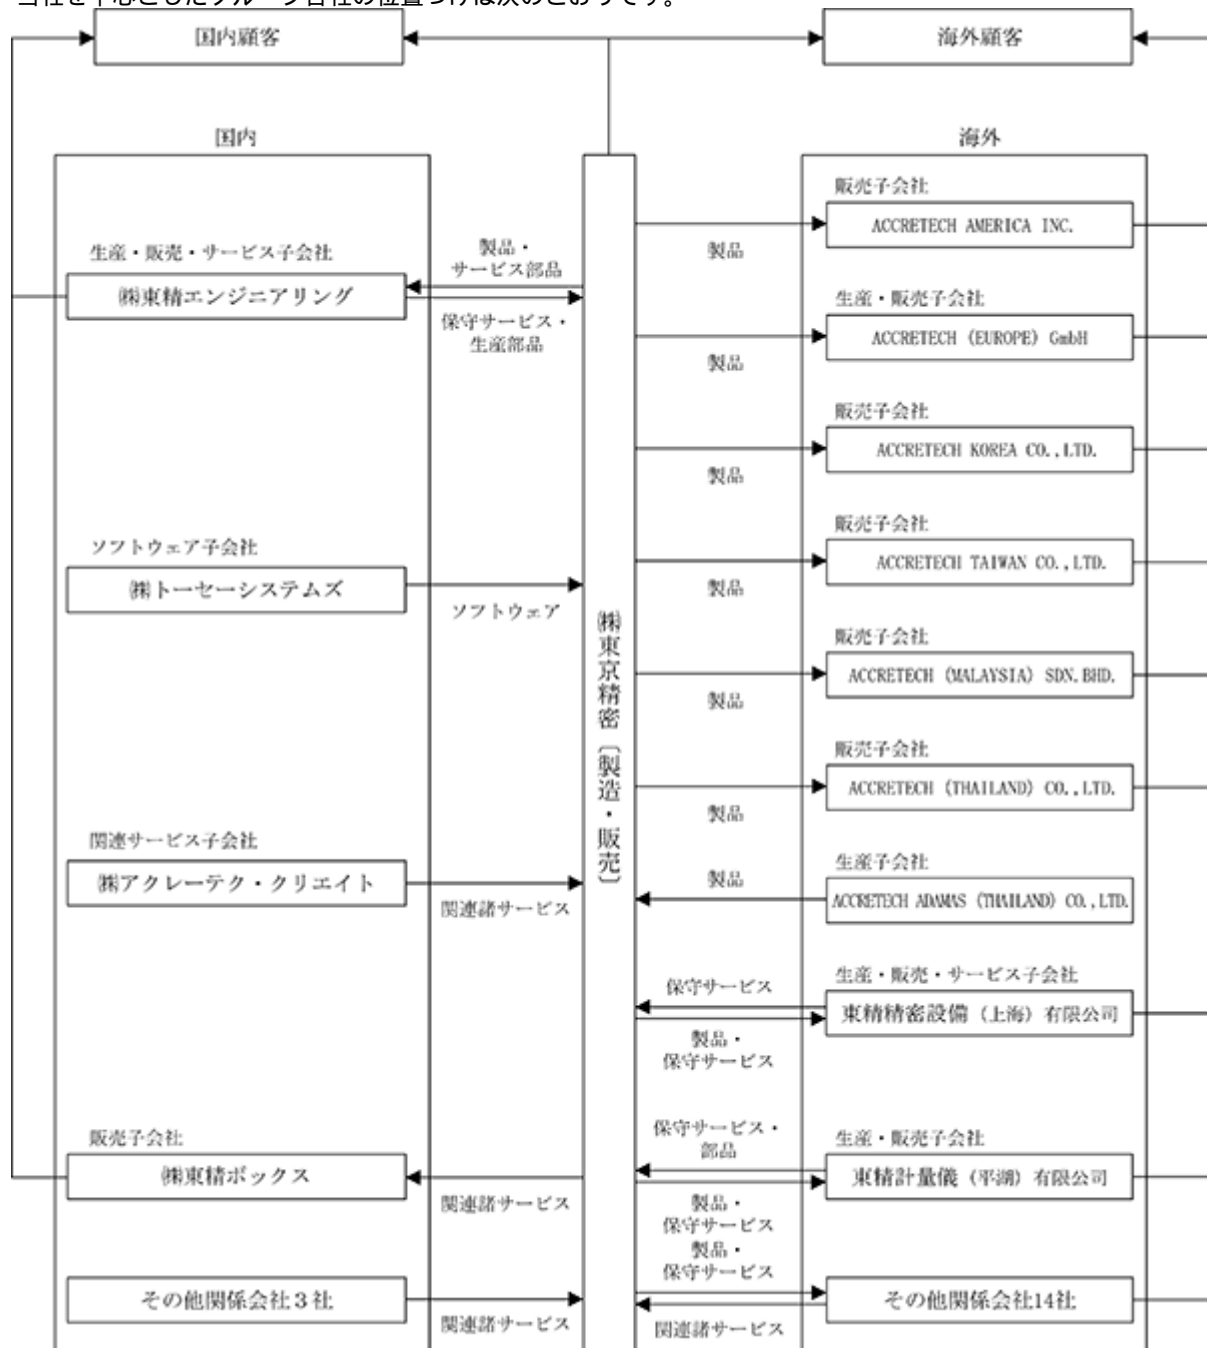 当社を中心としたグループ各社の位置づけは次のとおりです。
国内顧客
海外顧客
国内
海外
生産・販売・サービス子会社
㈱東精エンジニアリング
製品・
サービス部品
保守サービス・
生産部品
ソフトウェア子会社
㈱トーセーシステムズ
ソフトウェア
関連サービス子会社
㈱アクレーテク・クリエイト
関連諸サービス
販売子会社
㈱東精ボックス
関連諸サービス
その他関係会社3社
関連諸サービス
㈱東京精密〔製造・販売〕
販売子会社
ACCRETECH AMERICA INC.
製品
生産・販売子会社
ACCRETECH (EUROPE) GmbH
製品
販売子会社
ACCRETECH KOREA CO.,LTD.
製品
販売子会社
ACCRETECH TAIWAN CO.,LTD.
製品
販売子会社
ACCRETECH (MALAYSIA) SDN.BHD.
製品
販売子会社
ACCRETECH (THAILAND) CO.,LTD.
製品
生産子会社
ACCRETECH ADAMAS (THAILAND) CO.,LTD.
製品
生産・販売・サービス子会社
東精精密設備（上海）有限公司
保守サービス
製品・
保守サービス
生産・販売子会社
東精計量儀（平湖）有限公司
保守サービス・
部品
製品・
保守サービス
製品・
保守サービス
その他関係会社14社
関連諸サービス